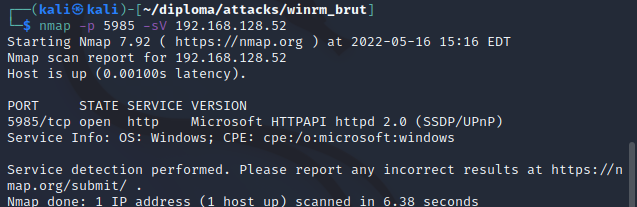 ┌──(kali㉿kali)-[~/diploma/attacks/winrm_brut]
└─$ nmap -p 5985 -sV 192.168.128.52
Starting Nmap 7.92 ( https://nmap.org ) at 2022-05-16 15:16 EDT
Nmap scan report for 192.168.128.52
Host is up (0.00100s latency).
PORT     STATE SERVICE VERSION
5985/tcp open  http    Microsoft HTTPAPI httpd 2.0 (SSDP/UPnP)
Service Info: OS: Windows; CPE: cpe:/o:microsoft:windows
Service detection performed. Please report any incorrect results at https://n
map.org/submit/ .
Nmap done: 1 IP address (1 host up) scanned in 6.38 seconds